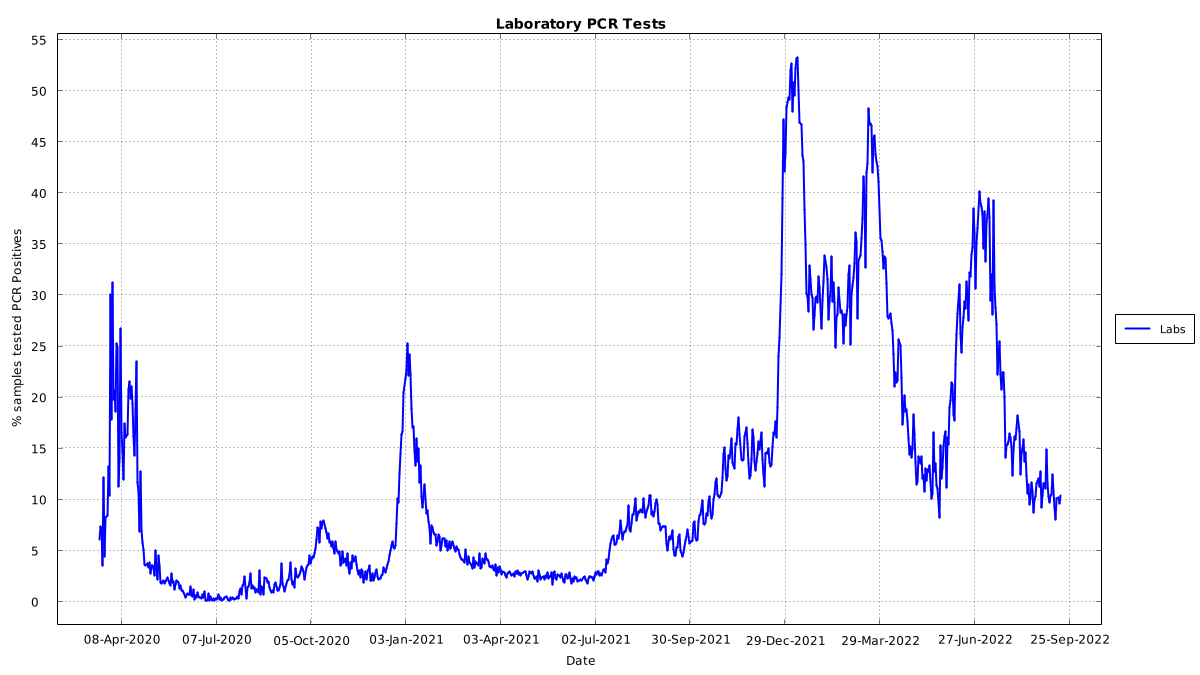 Laboratory PCR Tests
% samples tested PCR Positives
55
50
45
40
35
30
25
20
15
10
5
0
08-Apr-2020 07-Jul-2020 05-Oct-2020 03-Jan-2021 03-Apr-2021 02-Jul-2021 30-Sep-2021 29-Dec-2021 29-Mar-2022 27-Jun-2022 25-Sep-2022
Date
Labs